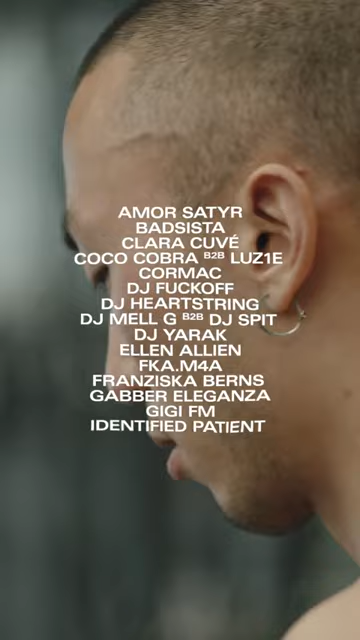 AMOR SATYR
BADSISTA
CLARA CUVÉ
COCO COBRA B2B LUZ1E
CORMAC
DJ FUCKOFF
DJ HEARTSTRING
DJ MELL G B2B DJ SPIT
DJ YARAK
ELLEN ALLIEN
FKA.M4A
FRANZISKA BERNS
GABBER ELEGANZA
GIGI FM
IDENTIFIED PATIENT